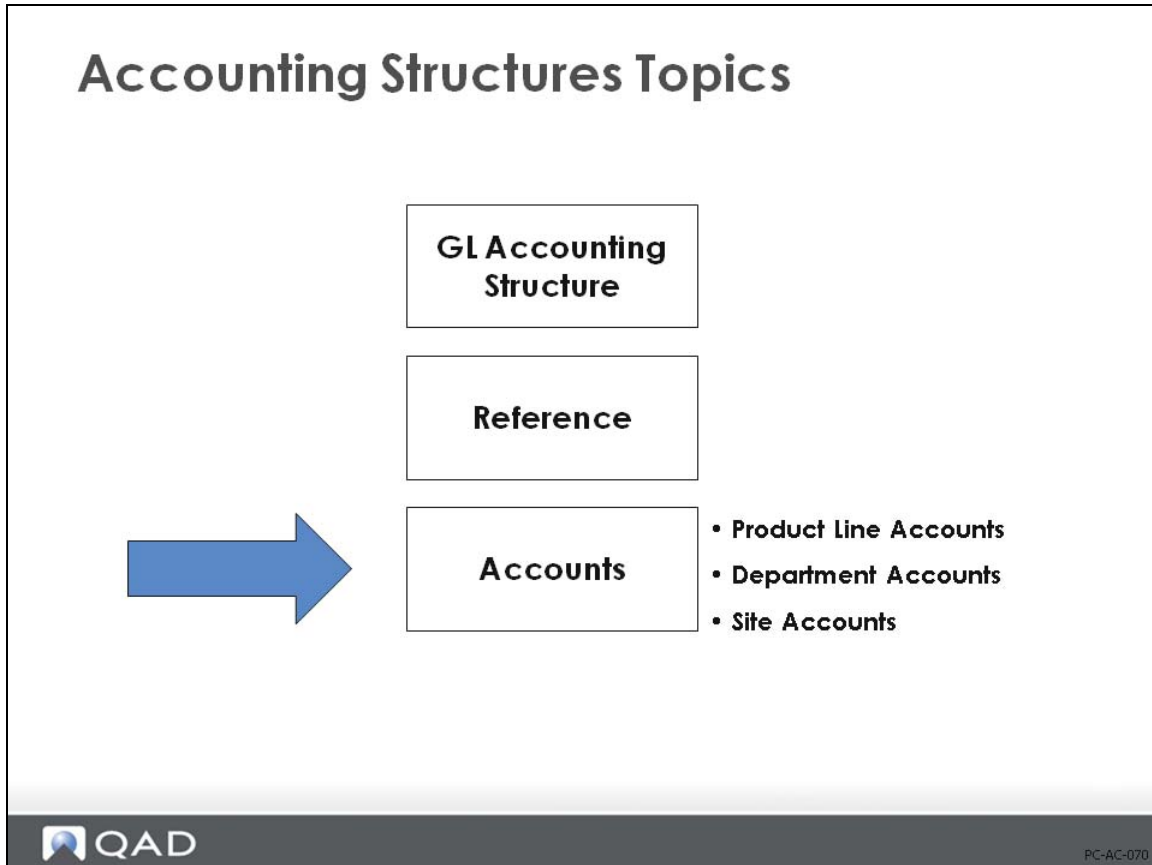 Accounting Structures Topics
GL Accounting
Structure
Reference
Accounts
• Product Line Accounts
• Department Accounts
• Site Accounts
QAD
PC-AC-070